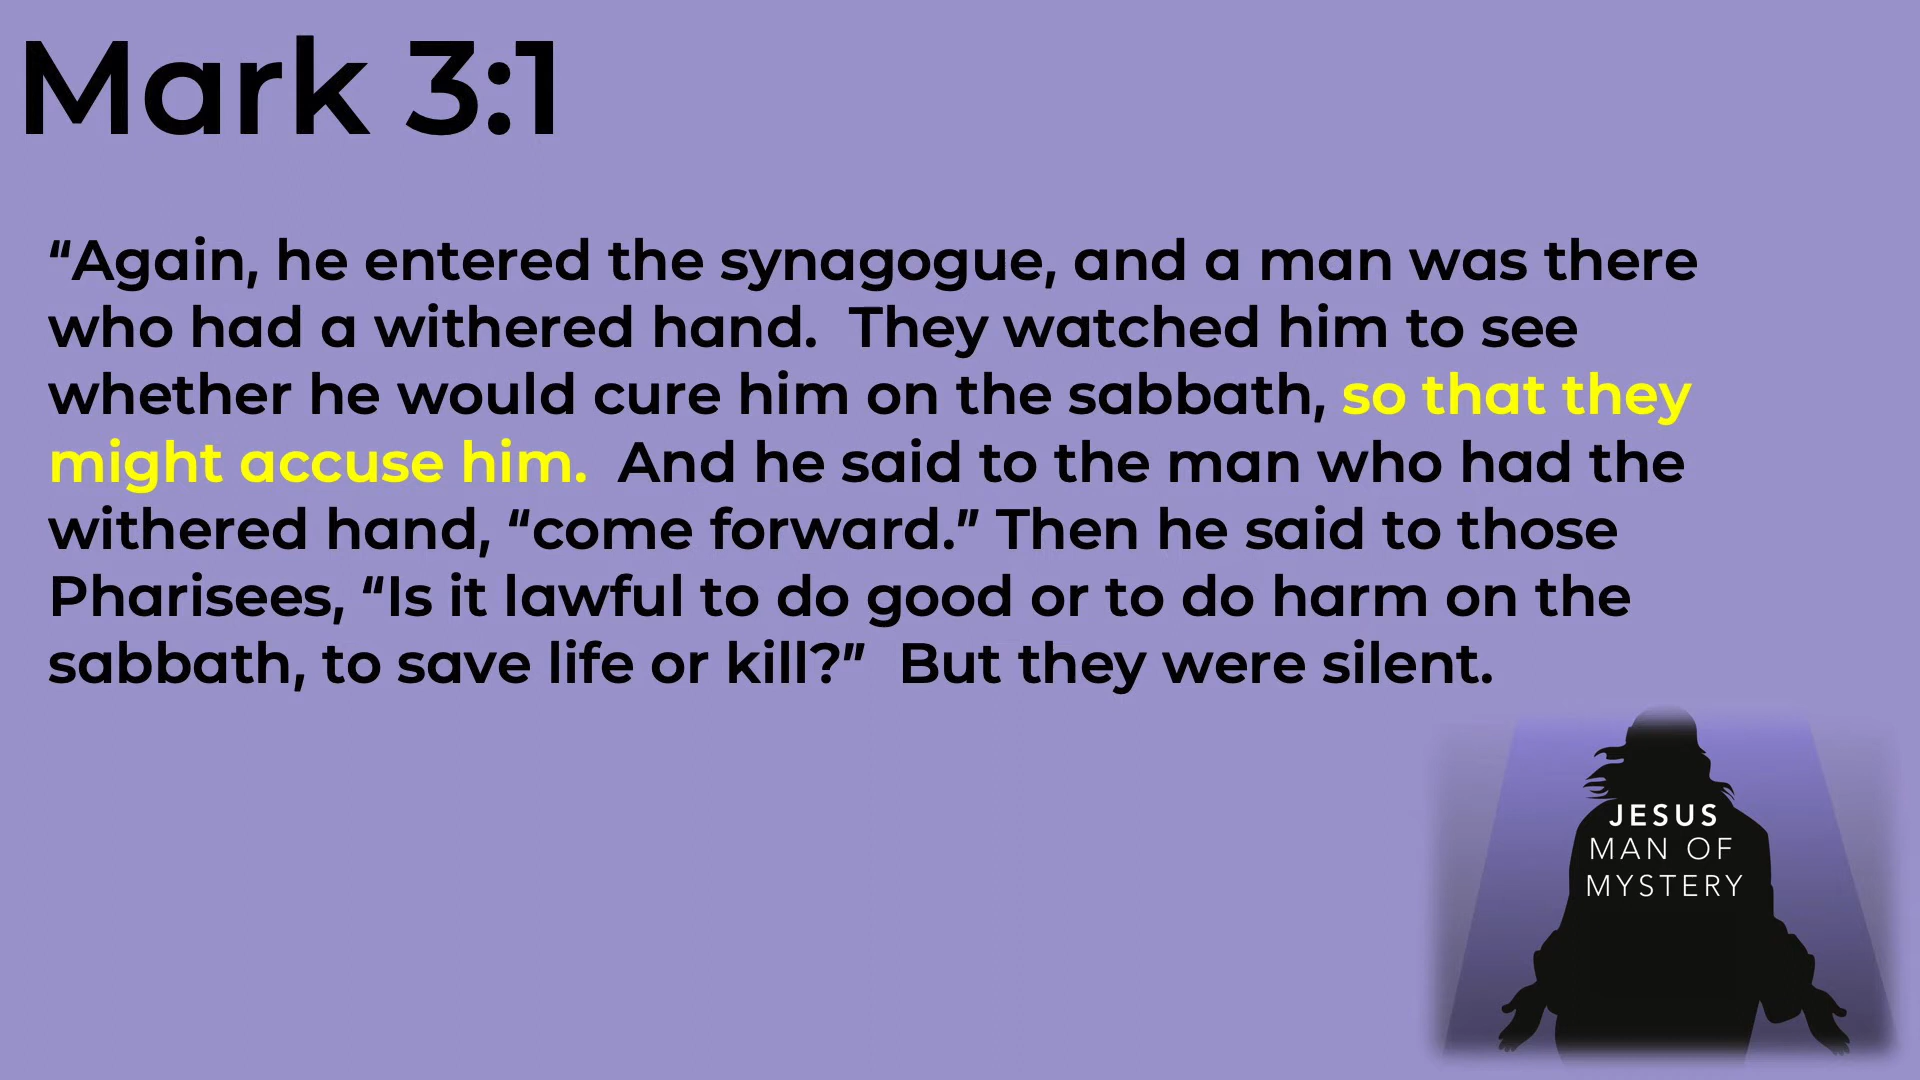 Mark 3:1
“Again, he entered the synagogue, and a man was there
who had a withered hand.  They watched him to see
whether he would cure him on the sabbath, so that they
might accuse him.  And he said to the man who had the
withered hand, “come forward.” Then he said to those
Pharisees, “Is it lawful to do good or to do harm on the
sabbath, to save life or kill?”  But they were silent.
JESUS
MAN OF
MYSTERY